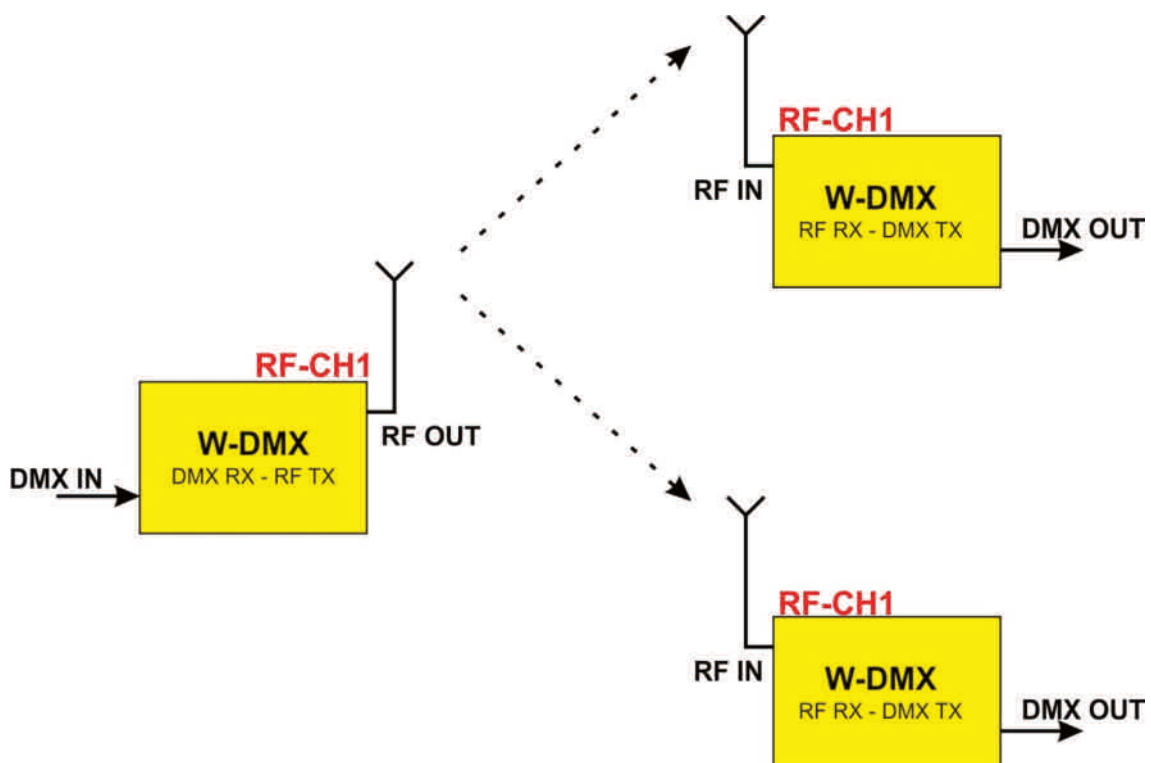 RF-CH1
RF IN
W-DMX
RF RX - DMX TX
DMX OUT
RF-CH1
RF OUT
W-DMX
DMX RX - RF TX
DMX IN
RF-CH1
RF IN
W-DMX
RF RX - DMX TX
DMX OUT